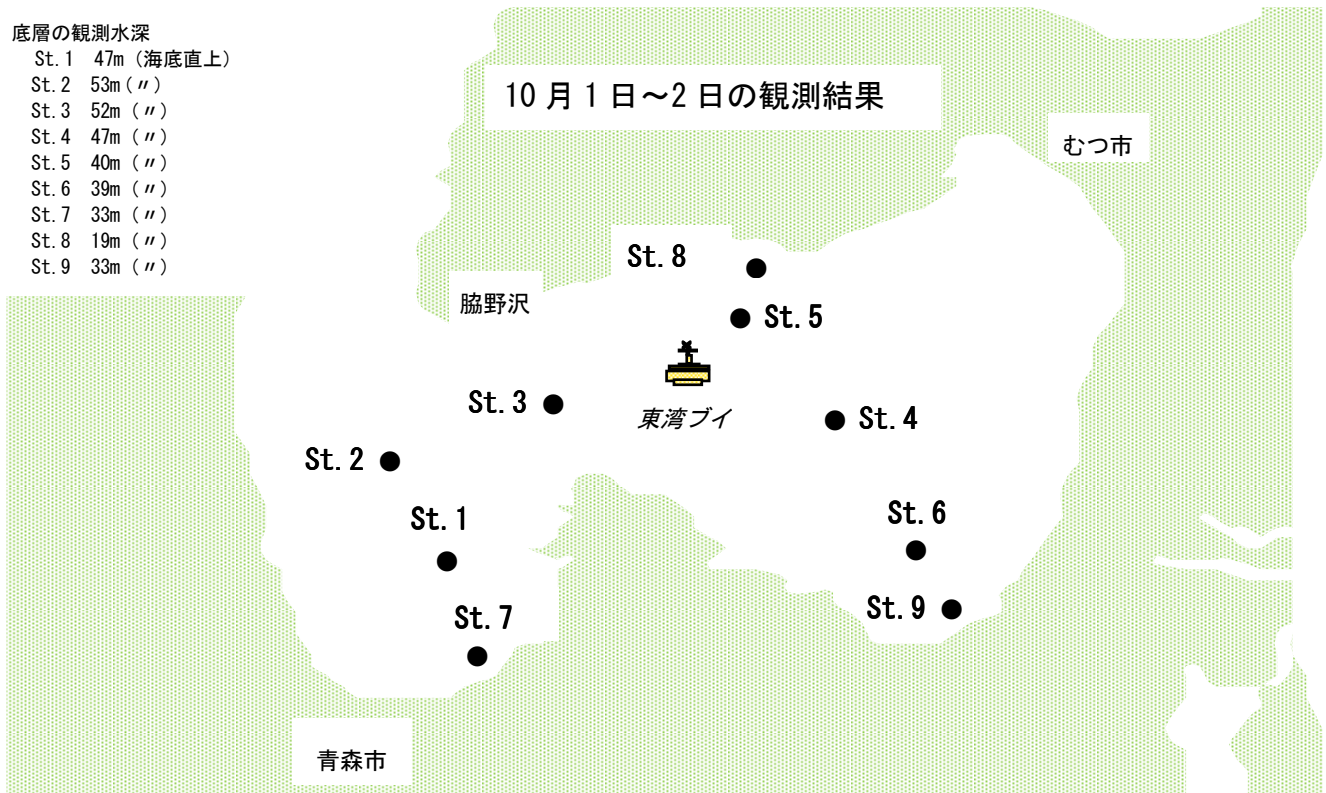 底層の観測水深
St.1 47m（海底直上）
St.2 53m(〃)
St.3 52m（〃）
St.4 47m（〃）
St.5 40m（〃）
St.6 39m（〃）
St.7 33m（〃）
St.8 19m（〃）
St.9 33m（〃）
10月1日～2日の観測結果
むつ市
St.8
脇野沢
St.5
St.3
東湾ブイ
St.4
St.2
St.1
St.6
St.9
St.7
青森市